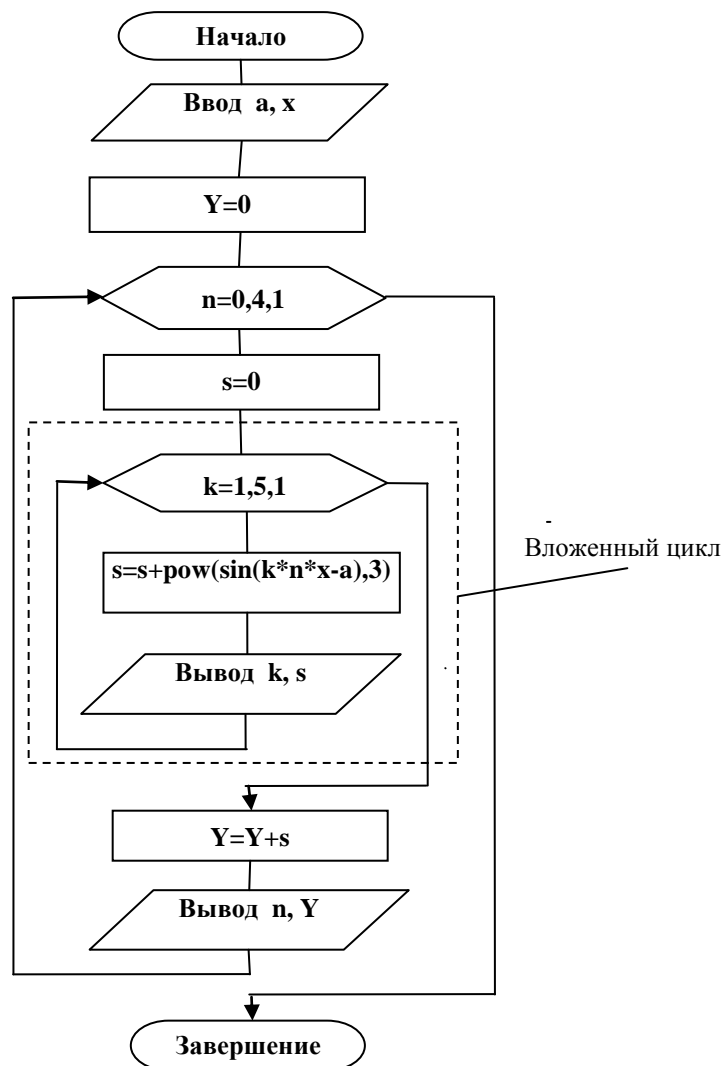 Начало
Ввод a, x
Y=0
n=0,4,1
s=0
k=1,5,1
s=s+pow(sin(k*n*x-a),3)
Вывод k, s
Вложенный цикл
Y=Y+s
Вывод n, Y
Завершение